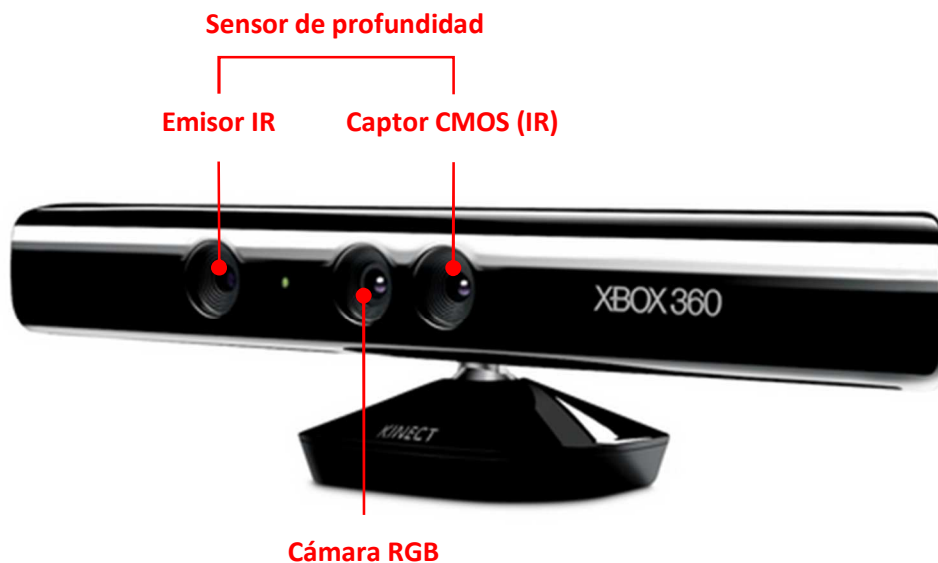 Sensor de profundidad
Emisor IR
Captor CMOS (IR)
XBOX 360
KINECT
Cámara RGB